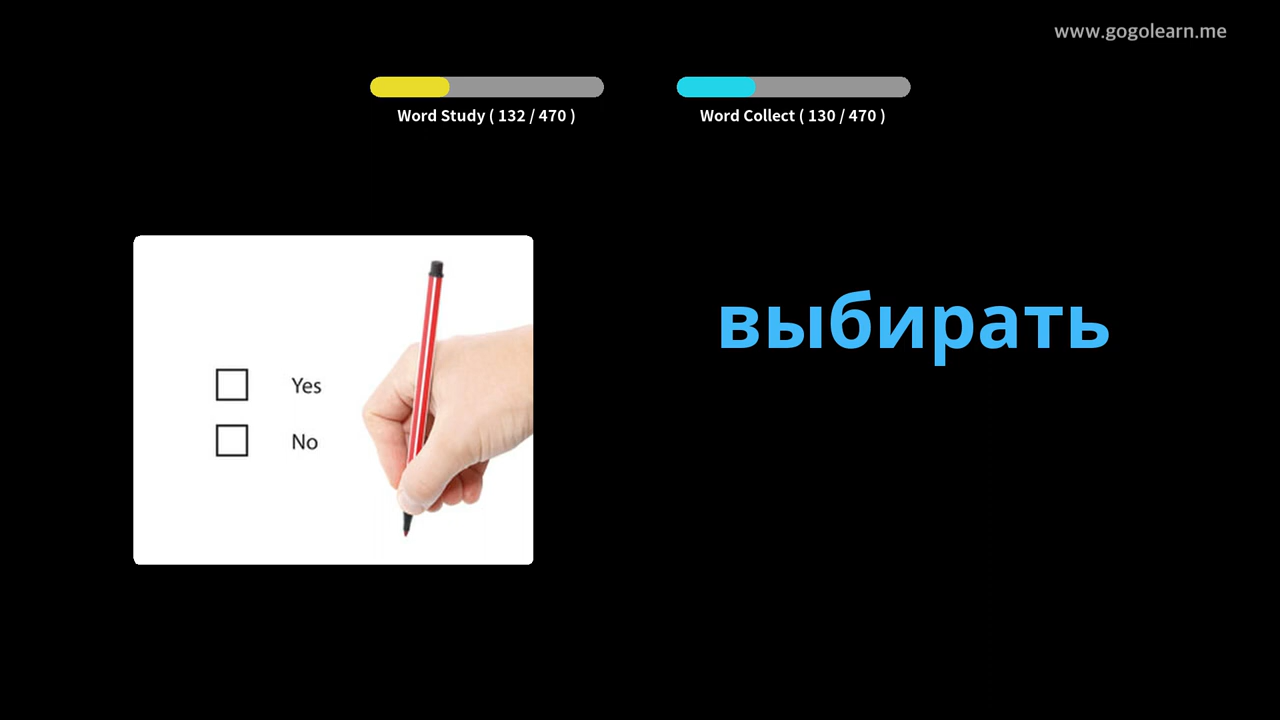 www.gogolearn.me
Word Study ( 132 / 470 )
Word Collect ( 130 / 470 )
выбирать
Yes
No